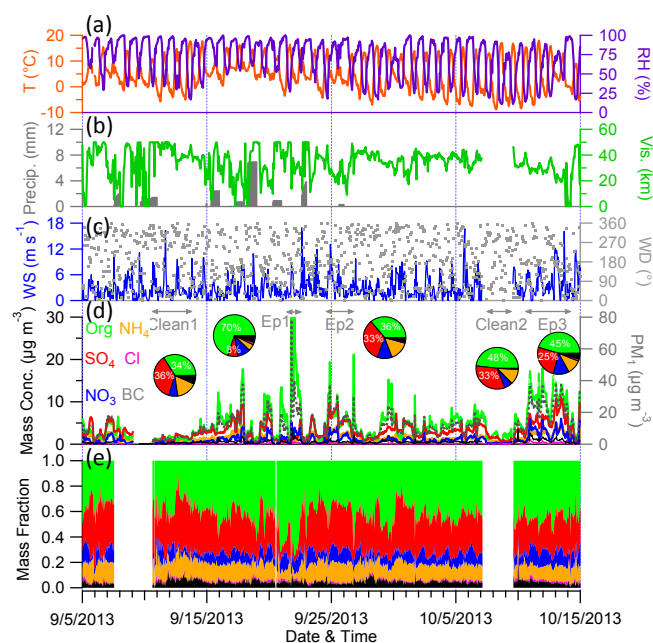 (a)
20
10
0
-10
T (°C)
100
75
50
25
0
RH (%)
(b)
12
8
4
0
Precip. (mm)
60
40
20
0
Vis. (km)
(c)
18
12
6
0
WS (m s⁻¹)
360
270
180
90
0
WD (°)
(d)
30
25
20
15
10
5
0
Mass Conc. (µg m⁻³)
Org NH₄
SO₄ Cl
NO₃ BC
Clean1
Ep1
Ep2
Clean2
Ep3
34%
36%
70%
8%
36%
33%
48%
33%
45%
25%
80
60
40
20
0
PM₁ (µg m⁻³)
(e)
1.0
0.8
0.6
0.4
0.2
0.0
Mass Fraction
9/5/2013 9/15/2013 9/25/2013 10/5/2013 10/15/2013
Date & Time